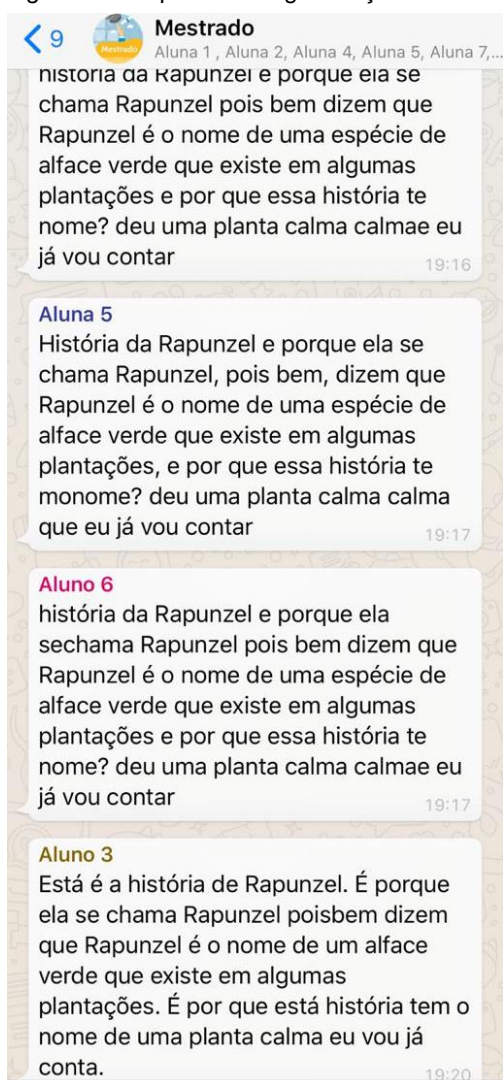 9
Mestrado
Mestrado
Aluna 1 , Aluna 2, Aluna 4, Aluna 5, Aluna 7,...
história da Rapunzel e porque ela se
chama Rapunzel pois bem dizem que
Rapunzel é o nome de uma espécie de
alface verde que existe em algumas
plantações e por que essa história te
nome? deu uma planta calma calmae eu
já vou contar
19:16
Aluna 5
História da Rapunzel e porque ela se
chama Rapunzel, pois bem, dizem que
Rapunzel é o nome de uma espécie de
alface verde que existe em algumas
plantações, e por que essa história te
monome? deu uma planta calma calma
que eu já vou contar
19:17
Aluno 6
história da Rapunzel e porque ela
sechama Rapunzel pois bem dizem que
Rapunzel é o nome de uma espécie de
alface verde que existe em algumas
plantações e por que essa história te
nome? deu uma planta calma calmae eu
já vou contar
19:17
Aluno 3
Está é a história de Rapunzel. É porque
ela se chama Rapunzel poisbem dizem
que Rapunzel é o nome de um alface
verde que existe em algumas
plantações. É por que está história tem o
nome de uma planta calma eu vou já
conta.
19:20